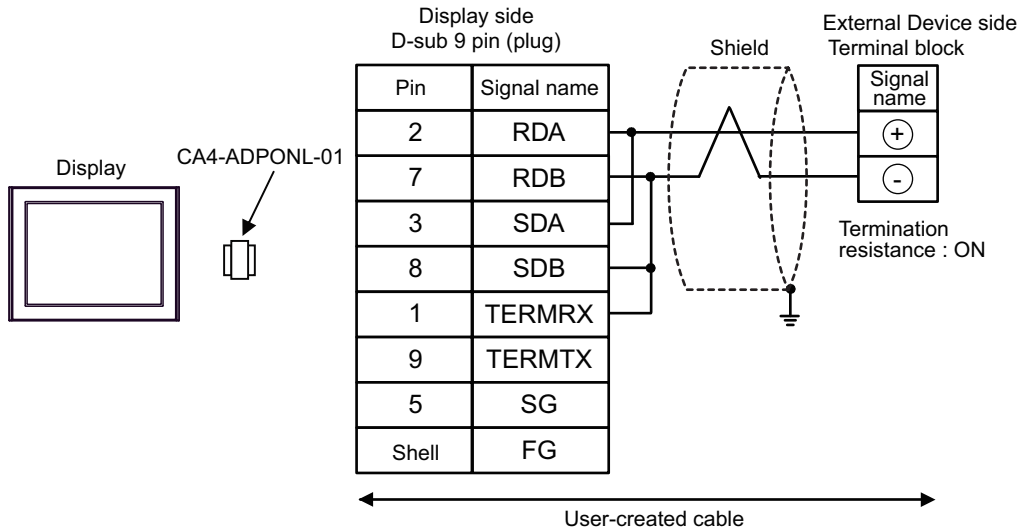 Display side
D-sub 9 pin (plug)
Shield
External Device side
Terminal block
Display
CA4-ADPONL-01
Pin Signal name
2 RDA
7 RDB
3 SDA
8 SDB
1 TERMRX
9 TERMTX
5 SG
Shell FG
Signal
name
+
-
Termination
resistance : ON
User-created cable